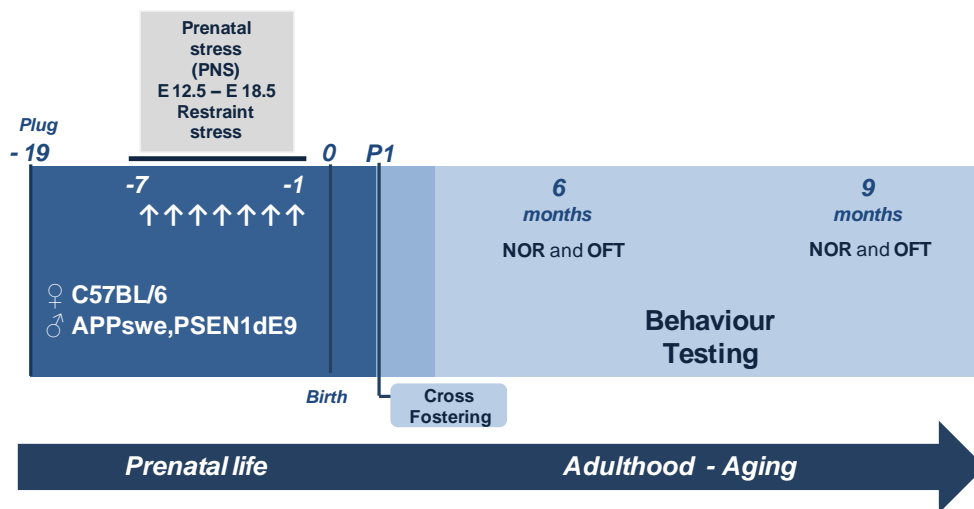 Prenatal
stress
(PNS)
E 12.5 – E 18.5
Restraint
stress
Plug
- 19
0
P1
-7
-1
↑↑↑↑↑↑↑
6
months
9
months
NOR and OFT
NOR and OFT
♀ C57BL/6
♂ APPswe,PSEN1dE9
Behaviour
Testing
Birth
Cross
Fostering
Prenatal life
Adulthood - Aging